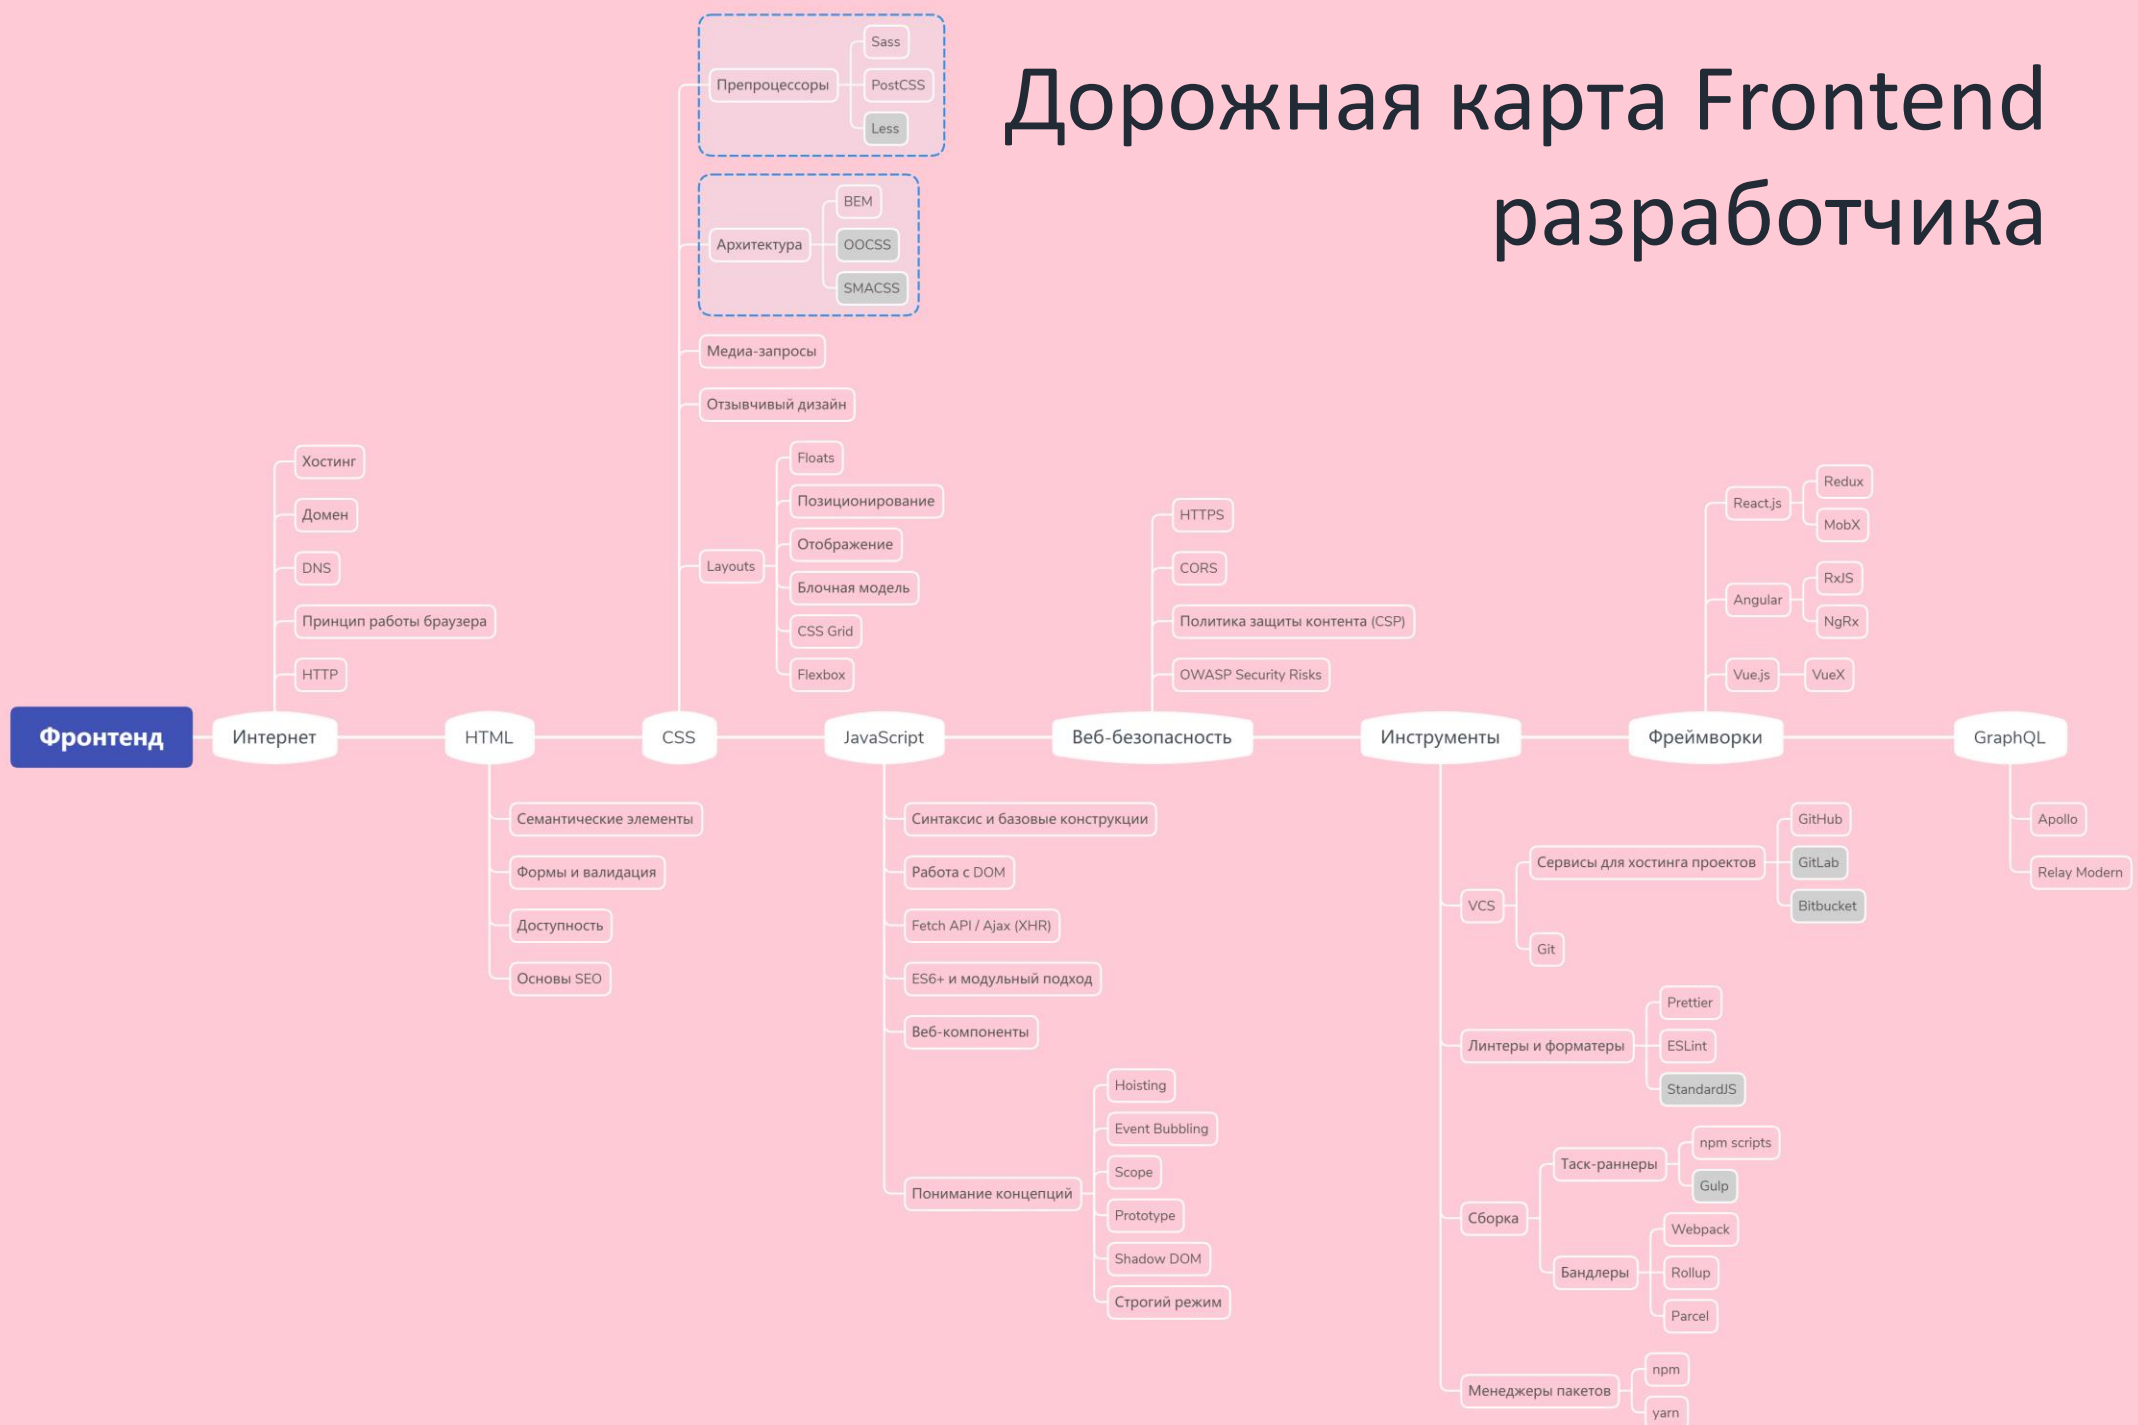 Дорожная карта Frontend
разработчика
Фронтенд
Интернет
Хостинг
Домен
DNS
Принцип работы браузера
HTTP
HTML
Семантические элементы
Формы и валидация
Доступность
Основы SEO
CSS
Препроцессоры
Sass
PostCSS
Less
Архитектура
BEM
OOCSS
SMACSS
Медиа-запросы
Отзывчивый дизайн
Layouts
Floats
Позиционирование
Отображение
Блочная модель
CSS Grid
Flexbox
JavaScript
Синтаксис и базовые конструкции
Работа с DOM
Fetch API / Ajax (XHR)
ES6+ и модульный подход
Веб-компоненты
Понимание концепций
Hoisting
Event Bubbling
Scope
Prototype
Shadow DOM
Строгий режим
Веб-безопасность
HTTPS
CORS
Политика защиты контента (CSP)
OWASP Security Risks
Инструменты
VCS
Сервисы для хостинга проектов
GitHub
GitLab
Bitbucket
Git
Линтеры и форматеры
Prettier
ESLint
StandardJS
Сборка
Таск-раннеры
npm scripts
Gulp
Бандлеры
Webpack
Rollup
Parcel
Менеджеры пакетов
npm
yarn
Фреймворки
React.js
Redux
MobX
Angular
RxJS
NgRx
Vue.js
VueX
GraphQL
Apollo
Relay Modern